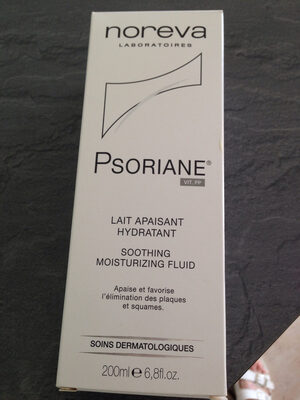 noreva
LABORATOIRES
PSORIANE®
VIT. PP
LAIT APAISANT
HYDRATANT
SOOTHING
MOISTURIZING FLUID
Apaise et favorise
l'élimination des plaques
et squames.
SOINS DERMATOLOGIQUES
200ml e 6,8fl.oz.